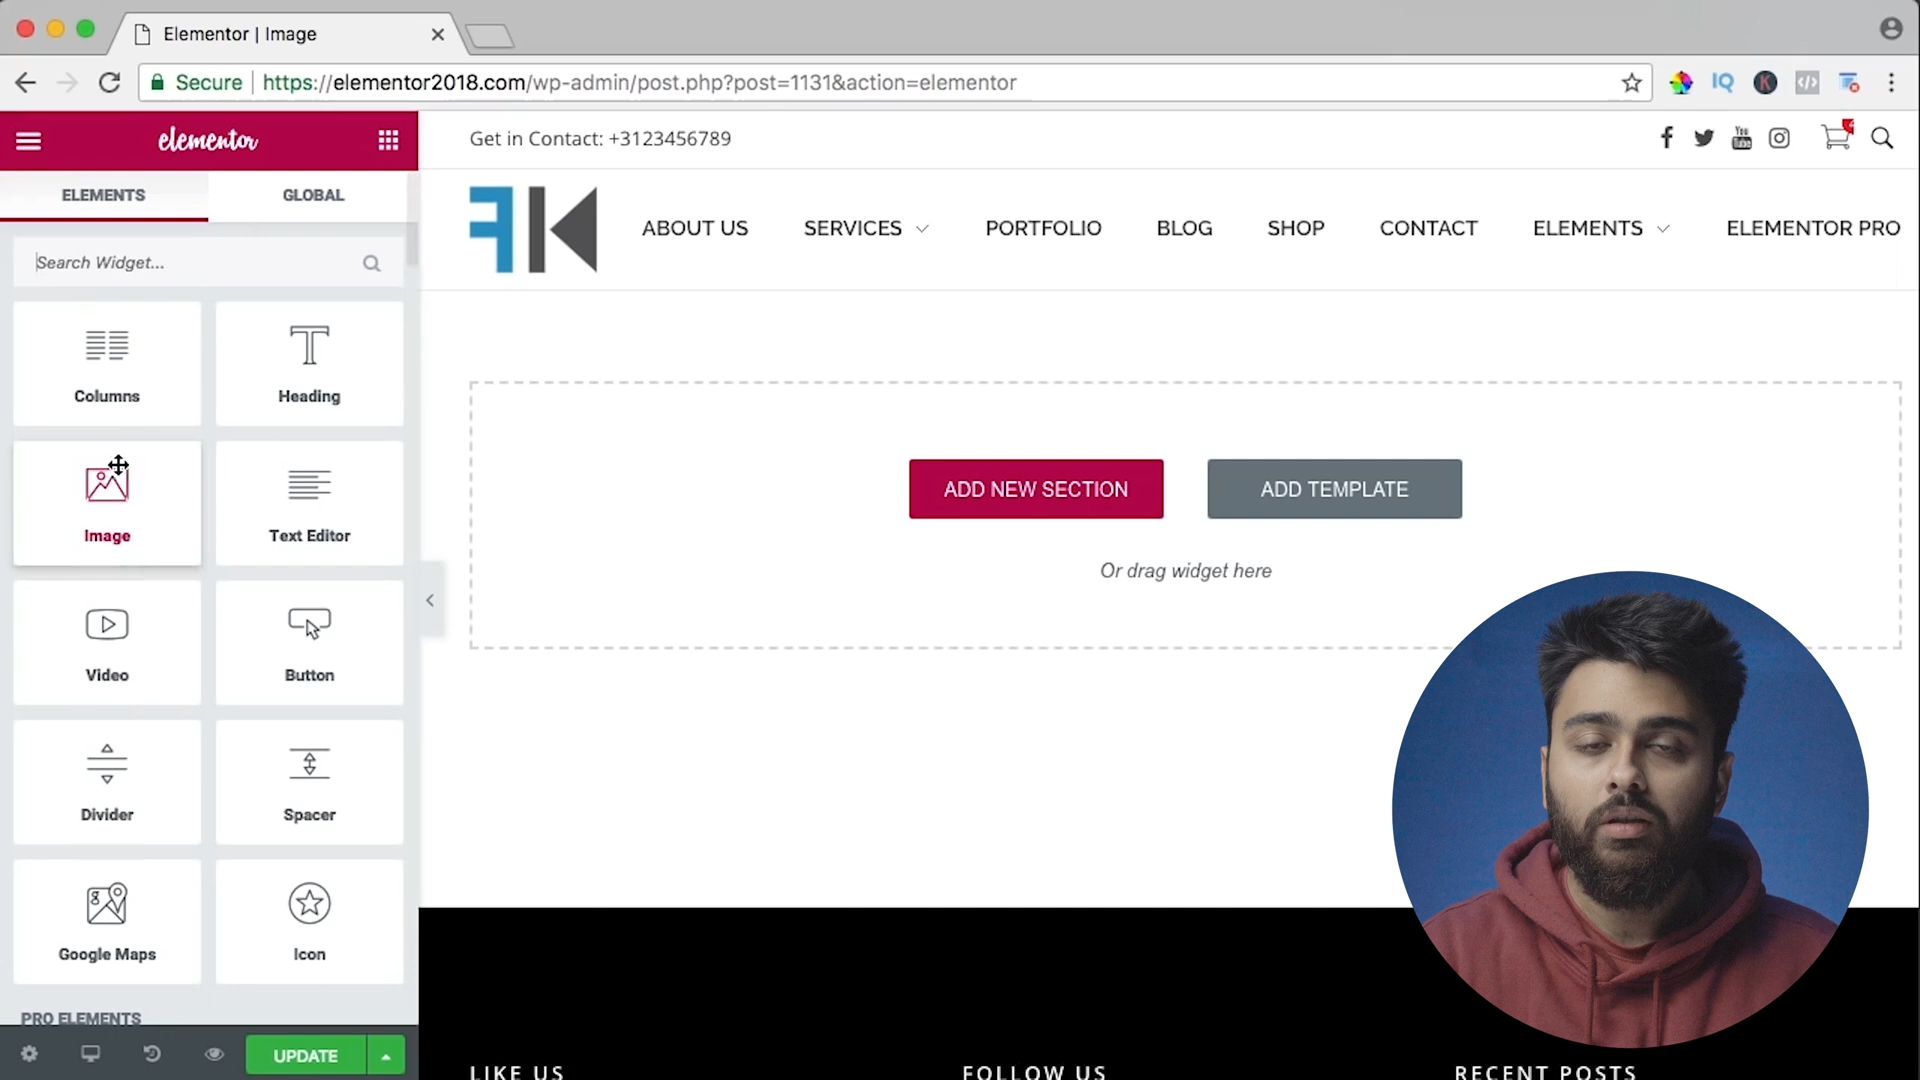 Elementor | Image
Secure https://elementor2018.com/wp-admin/post.php?post=1131&action=elementor
IQ K
elementor
Get in Contact: +3123456789
You Tube
ELEMENTS GLOBAL
FK ABOUT US SERVICES PORTFOLIO BLOG SHOP CONTACT ELEMENTS ELEMENTOR PRO
Search Widget...
Columns Heading
Image Text Editor
ADD NEW SECTION ADD TEMPLATE
Or drag widget here
Video Button
Divider Spacer
Google Maps Icon
PRO ELEMENTS
UPDATE
LIKE US FOLLOW US RECENT POSTS